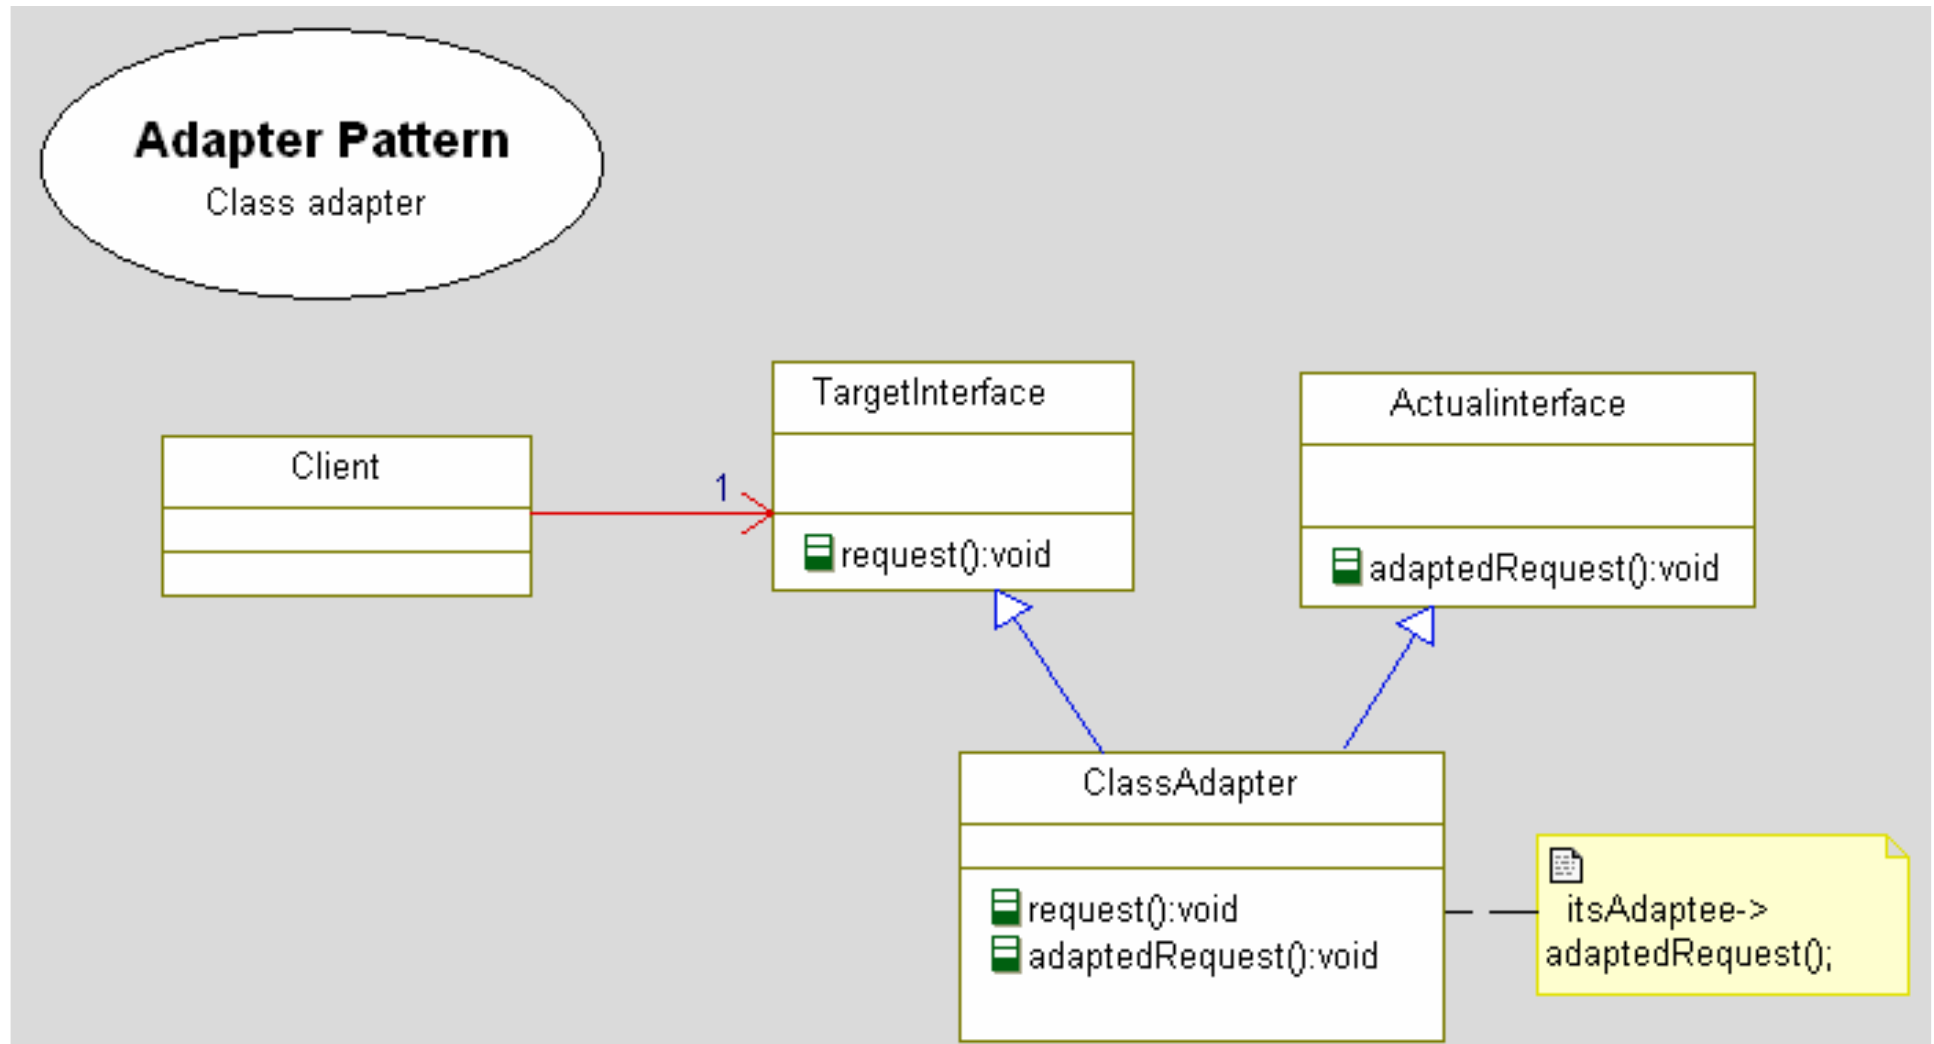 Adapter Pattern
Class adapter
TargetInterface
Actualinterface
Client
1
request():void
adaptedRequest():void
ClassAdapter
request():void
adaptedRequest():void
itsAdaptee->
adaptedRequest();